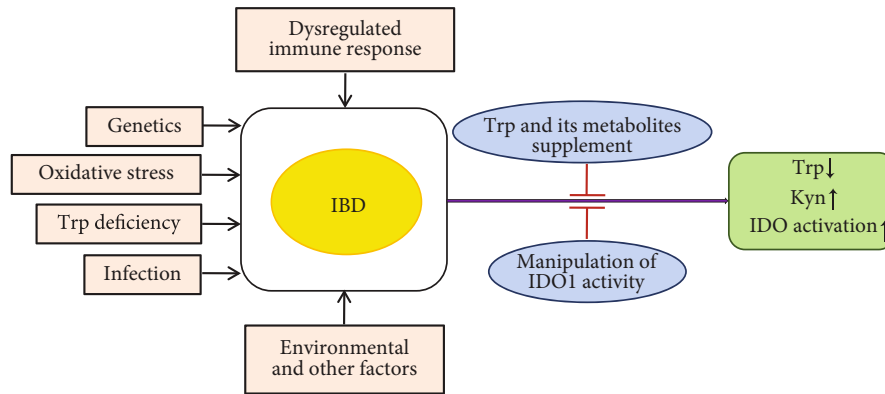 Dysregulated
immune response
Genetics
Oxidative stress
Trp deficiency
Infection
IBD
Environmental
and other factors
Trp and its metabolites
supplement
Manipulation of
IDO1 activity
Trp↓
Kyn↑
IDO activation↑